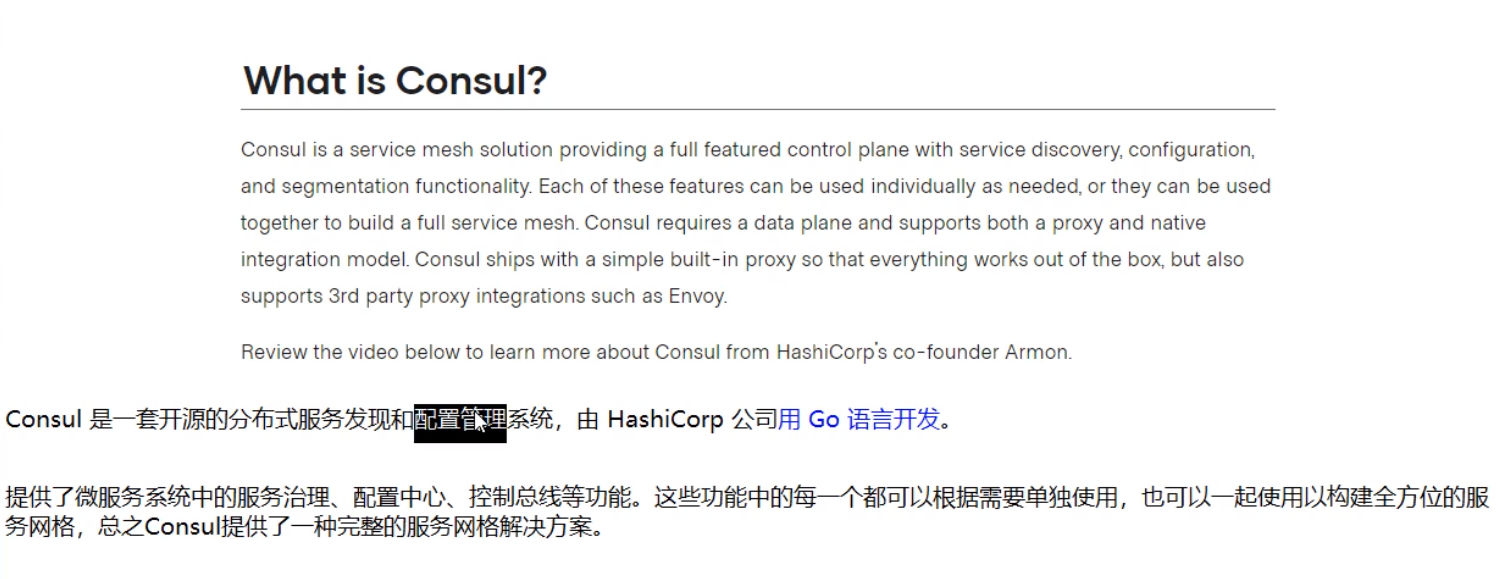 What is Consul?
Consul is a service mesh solution providing a full featured control plane with service discovery, configuration,
and segmentation functionality. Each of these features can be used individually as needed, or they can be used
together to build a full service mesh. Consul requires a data plane and supports both a proxy and native
integration model. Consul ships with a simple built-in proxy so that everything works out of the box, but also
supports 3rd party proxy integrations such as Envoy.
Review the video below to learn more about Consul from HashiCorp's co-founder Armon.
Consul 是一套开源的分布式服务发现和配置管理系统，由 HashiCorp 公司用 Go 语言开发。
提供了微服务系统中的服务治理、配置中心、控制总线等功能。这些功能中的每一个都可以根据需要单独使用，也可以一起使用以构建全方位的服
务网格，总之Consul提供了一种完整的服务网格解决方案。